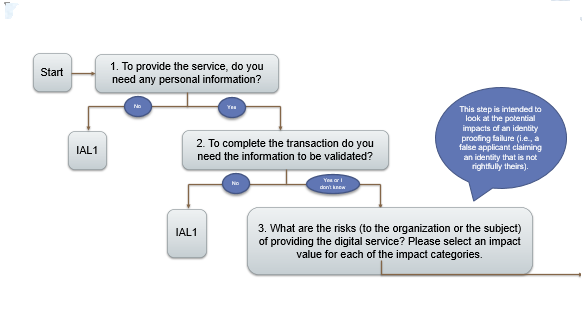 Start
1. To provide the service, do you
need any personal information?
No
Yes
IAL1
2. To complete the transaction do you
need the information to be validated?
No
Yes or I
don't know
IAL1
3. What are the risks (to the organization or the subject)
of providing the digital service? Please select an impact
value for each of the impact categories.
This step is intended to
look at the potential
impacts of an identity
proofing failure (i.e., a
false applicant claiming
an identity that is not
rightfully theirs).